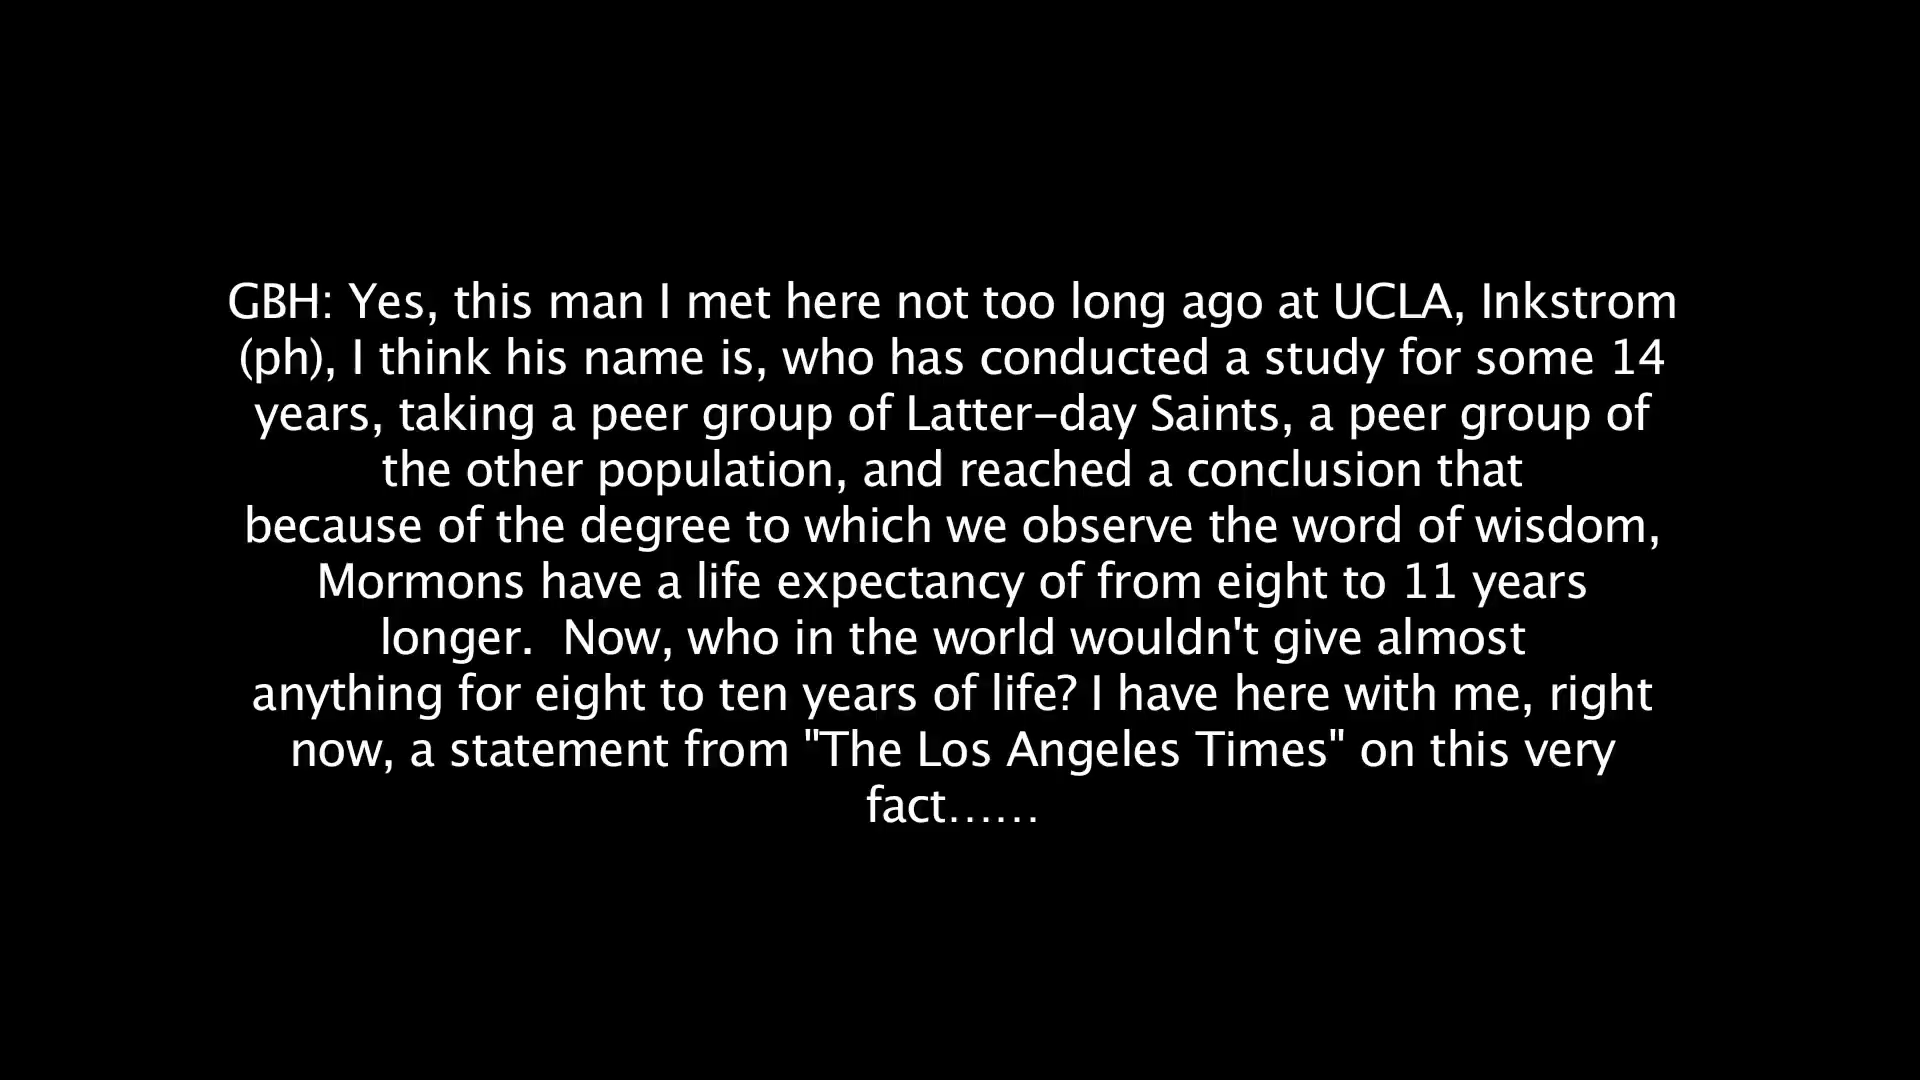 GBH: Yes, this man I met here not too long ago at UCLA, Inkstrom
(ph), I think his name is, who has conducted a study for some 14
years, taking a peer group of Latter-day Saints, a peer group of
the other population, and reached a conclusion that
because of the degree to which we observe the word of wisdom,
Mormons have a life expectancy of from eight to 11 years
longer.  Now, who in the world wouldn't give almost
anything for eight to ten years of life? I have here with me, right
now, a statement from "The Los Angeles Times" on this very
fact......